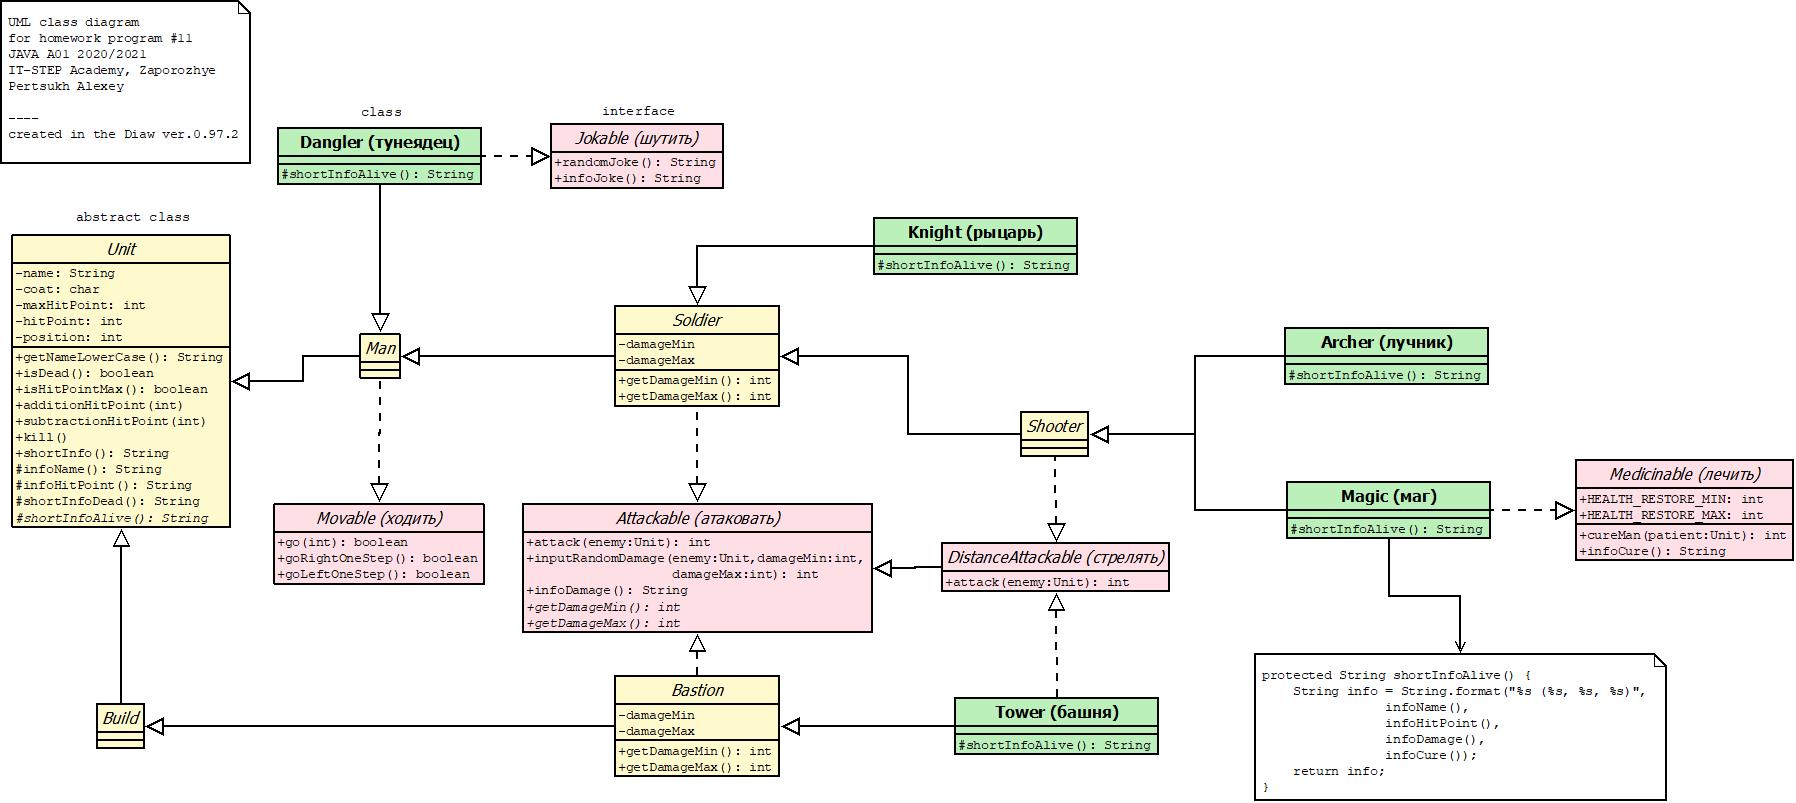 UML class diagram
for homework program #11
JAVA A01 2020/2021
IT-STEP Academy, Zaporozhye
Pertsukh Alexey
----
created in the Diaw ver.0.97.2
class
Dangler (тунеядец)
#shortInfoAlive(): String
interface
Jokable (шутить)
+randomJoke(): String
+infoJoke(): String
abstract class
Unit
-name: String
-coat: char
-maxHitPoint: int
-hitPoint: int
-position: int
+getNameLowerCase(): String
+isDead(): boolean
+isHitPointMax(): boolean
+additionHitPoint(int)
+subtractionHitPoint(int)
+kill()
+shortInfo(): String
#infoName(): String
#infoHitPoint(): String
#shortInfoDead(): String
#shortInfoAlive(): String
Man
Knight (рыцарь)
#shortInfoAlive(): String
Soldier
-damageMin
-damageMax
+getDamageMin(): int
+getDamageMax(): int
Shooter
Archer (лучник)
#shortInfoAlive(): String
Magic (маг)
#shortInfoAlive(): String
Medicinable (лечить)
+HEALTH_RESTORE_MIN: int
+HEALTH_RESTORE_MAX: int
+cureMan(patient:Unit): int
+infoCure(): String
Movable (ходить)
+go(int): boolean
+goRightOneStep(): boolean
+goLeftOneStep(): boolean
Attackable (атаковать)
+attack(enemy:Unit): int
+inputRandomDamage(enemy:Unit,damageMin:int,
damageMax:int): int
+infoDamage(): String
+getDamageMin(): int
+getDamageMax(): int
DistanceAttackable (стрелять)
+attack(enemy:Unit): int
Build
Bastion
-damageMin
-damageMax
+getDamageMin(): int
+getDamageMax(): int
Tower (башня)
#shortInfoAlive(): String
protected String shortInfoAlive() {
String info = String.format("%s (%s, %s, %s)",
infoName(),
infoHitPoint(),
infoDamage(),
infoCure());
return info;
}